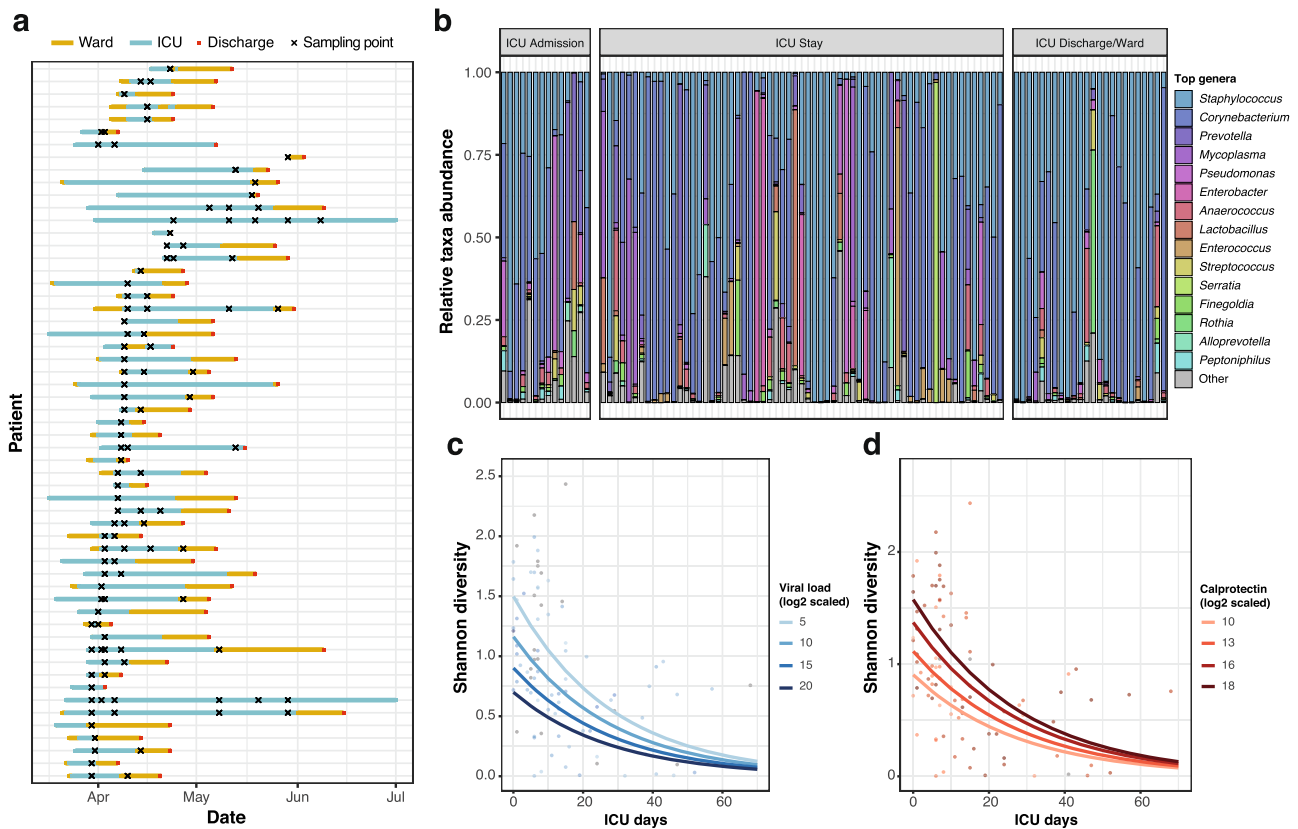 a
Ward ICU Discharge Sampling point
Patient
Apr May Jun Jul
Date
b
ICU Admission ICU Stay ICU Discharge/Ward
Relative taxa abundance
1.00
0.75
0.50
0.25
0.00
Top genera
Staphylococcus
Corynebacterium
Prevotella
Mycoplasma
Pseudomonas
Enterobacter
Anaerococcus
Lactobacillus
Enterococcus
Streptococcus
Serratia
Finegoldia
Rothia
Alloprevotella
Peptoniphilus
Other
c
Shannon diversity
2.5
2.0
1.5
1.0
0.5
0.0
0 20 40 60
ICU days
Viral load
(log2 scaled)
5
10
15
20
d
Shannon diversity
2
1
0
0 20 40 60
ICU days
Calprotectin
(log2 scaled)
10
13
16
18